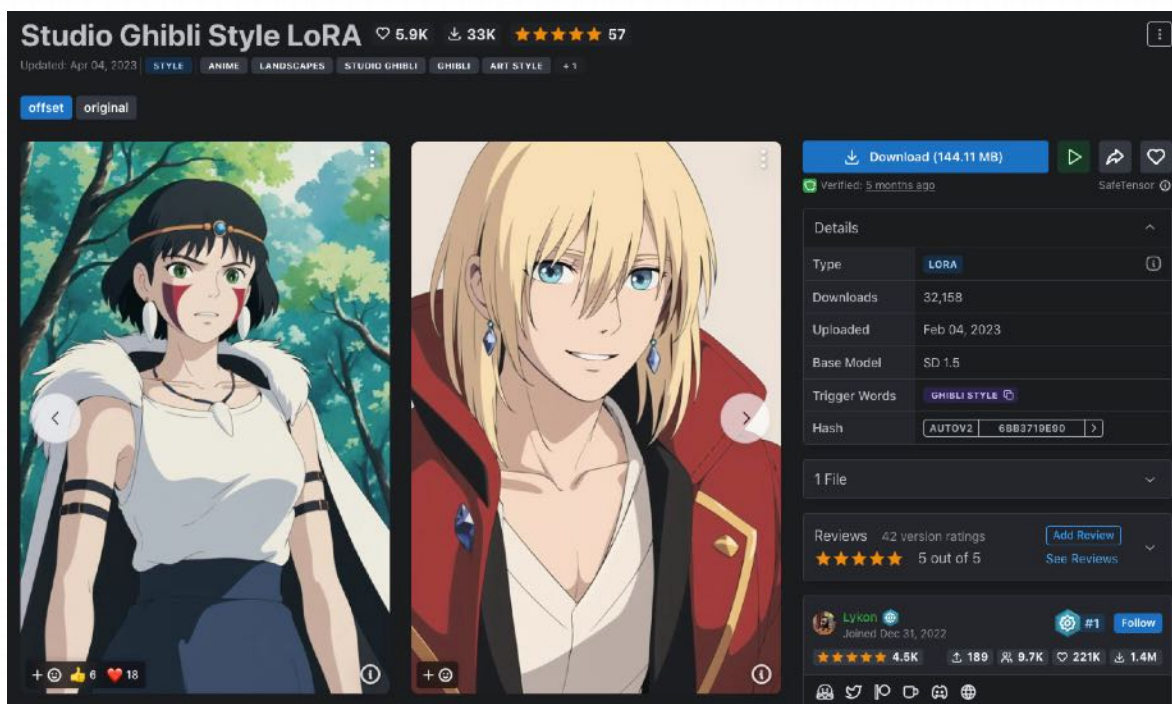 Studio Ghibli Style LoRA 5.9K 33K 57
Updated: Apr 04, 2023 STYLE ANIME LANDSCAPES STUDIO GHIBLI GHIBLI ART STYLE +1
offset original
Download (144.11 MB)
Verified: 5 months ago SafeTensor
Details
Type LORA
Downloads 32,158
Uploaded Feb 04, 2023
Base Model SD 1.5
Trigger Words GHIBLI STYLE
Hash AUTOV2 6BB3719E90
1 File
Reviews 42 version ratings Add Review
5 out of 5 See Reviews
Lykon #1 Follow
Joined Dec 31, 2022
4.5K 189 9.7K 221K 1.4M
6 18